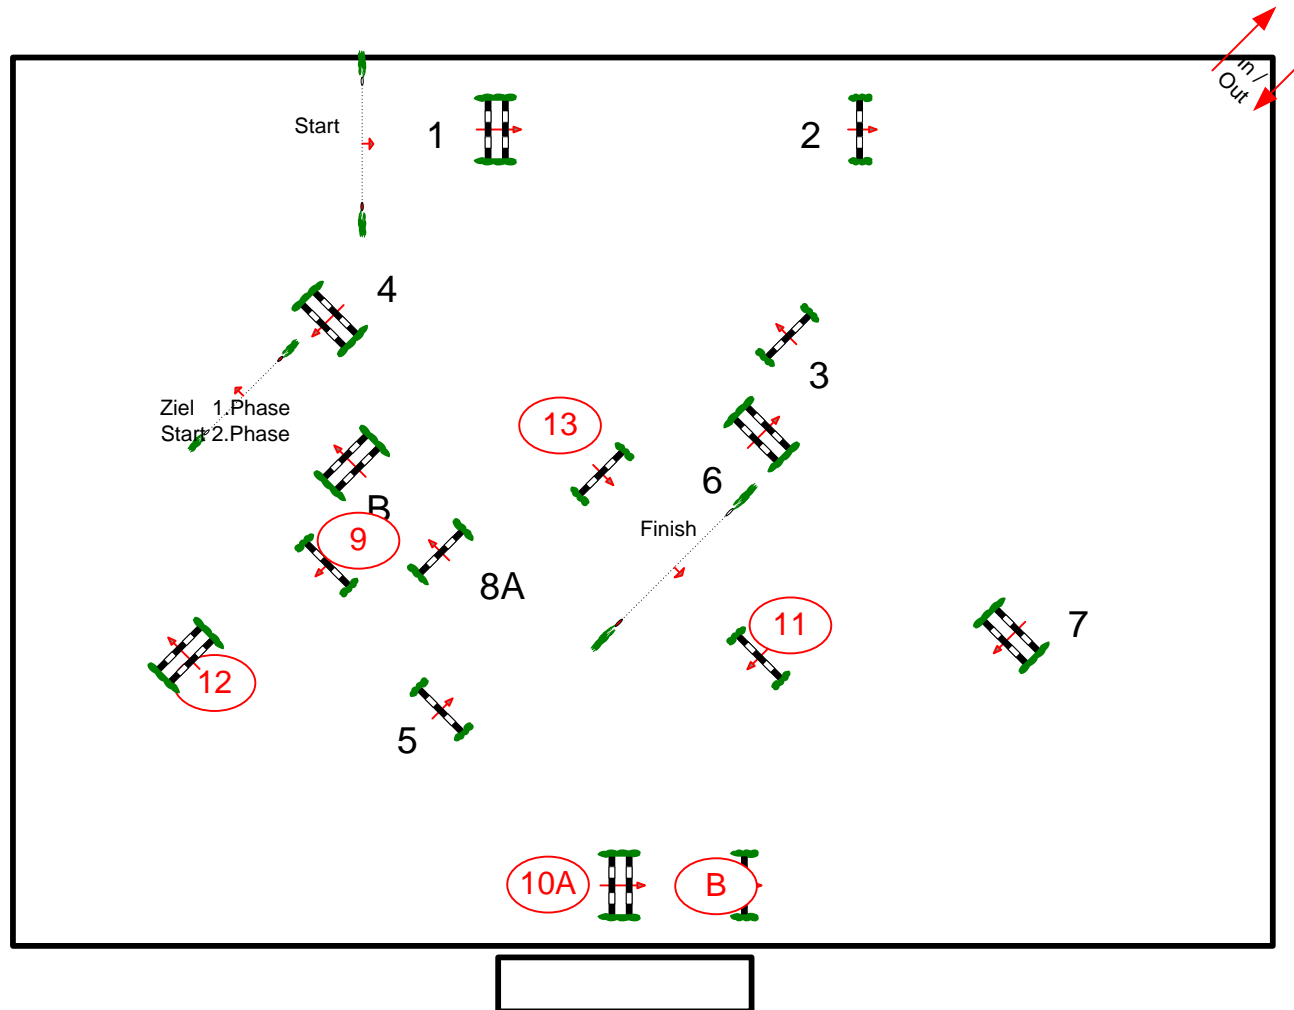 In /
Out
Start
1
2
4
3
Ziel 1.Phase
Start 2.Phase
13
6
B
Finish
9
8A
11
7
12
5
10A
B